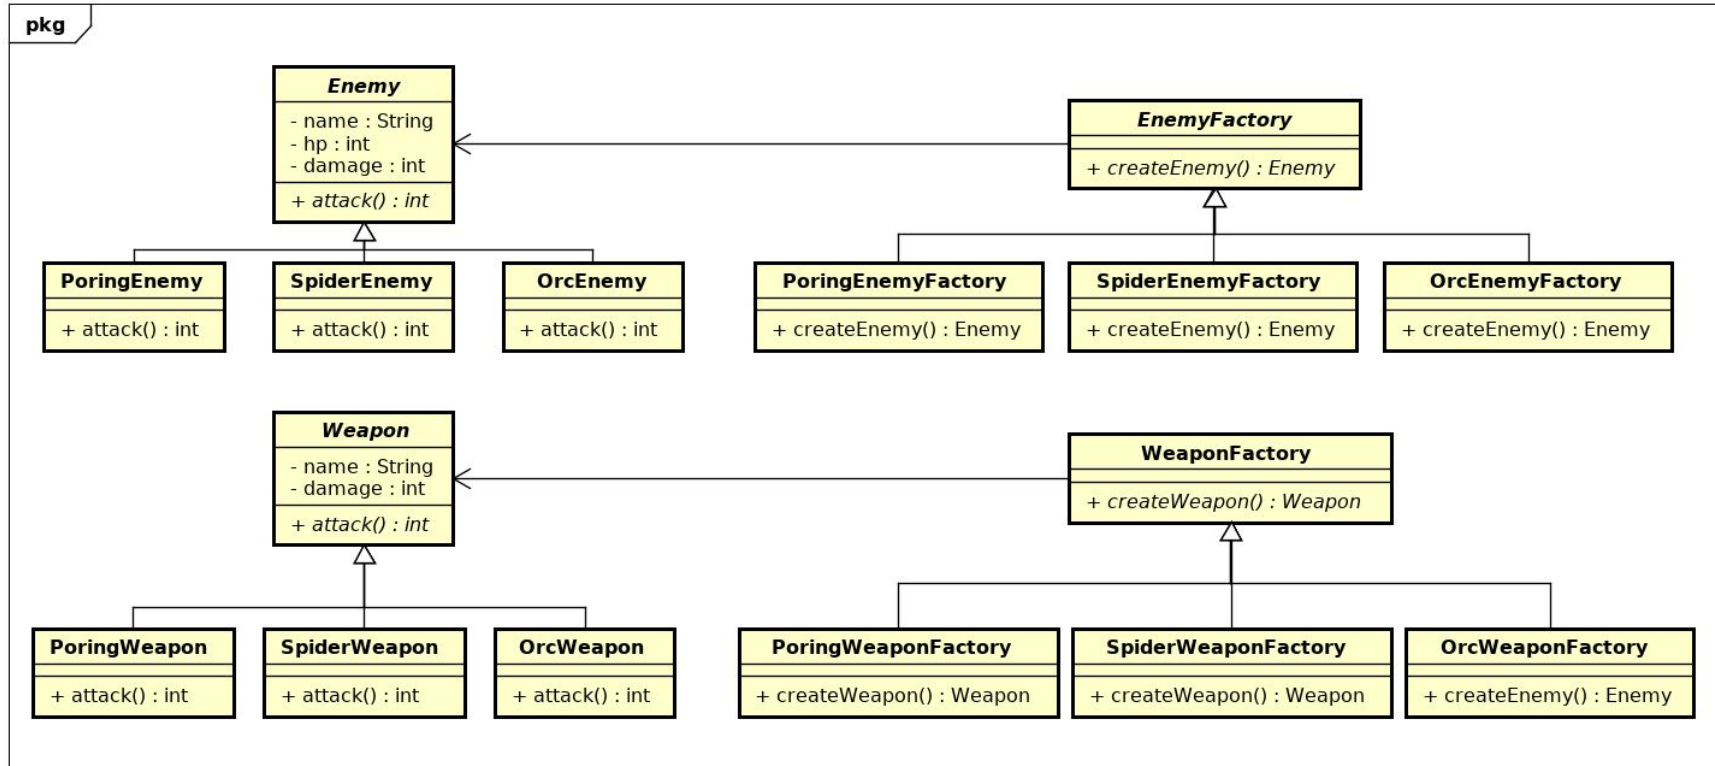 pkg
Enemy
- name : String
- hp : int
- damage : int
+ attack() : int
EnemyFactory
+ createEnemy() : Enemy
PoringEnemy
+ attack() : int
SpiderEnemy
+ attack() : int
OrcEnemy
+ attack() : int
PoringEnemyFactory
+ createEnemy() : Enemy
SpiderEnemyFactory
+ createEnemy() : Enemy
OrcEnemyFactory
+ createEnemy() : Enemy
Weapon
- name : String
- damage : int
+ attack() : int
WeaponFactory
+ createWeapon() : Weapon
PoringWeapon
+ attack() : int
SpiderWeapon
+ attack() : int
OrcWeapon
+ attack() : int
PoringWeaponFactory
+ createWeapon() : Weapon
SpiderWeaponFactory
+ createWeapon() : Weapon
OrcWeaponFactory
+ createEnemy() : Enemy